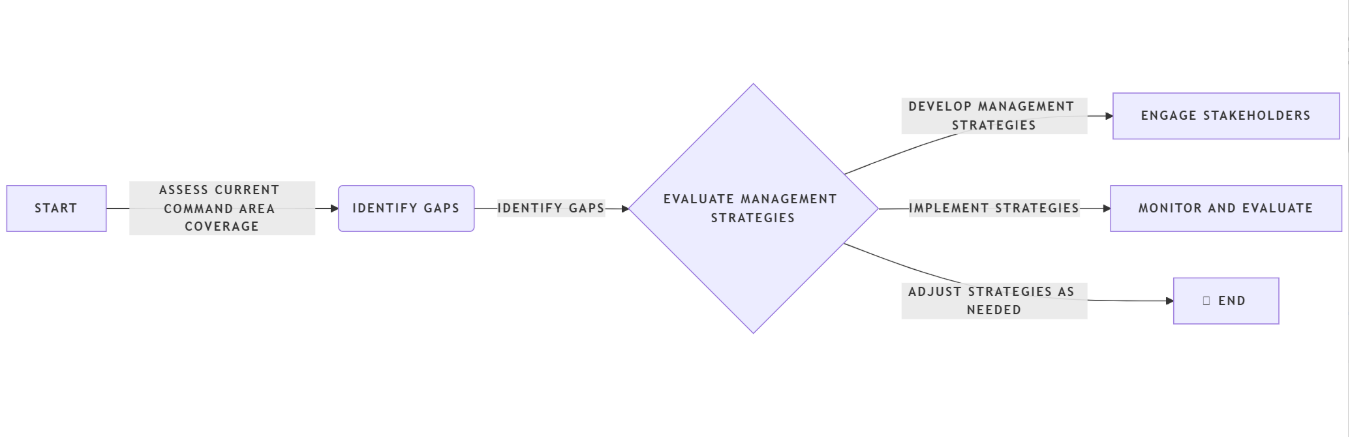 START
ASSESS CURRENT
COMMAND AREA
COVERAGE
IDENTIFY GAPS
IDENTIFY GAPS
EVALUATE MANAGEMENT
STRATEGIES
DEVELOP MANAGEMENT
STRATEGIES
ENGAGE STAKEHOLDERS
IMPLEMENT STRATEGIES
MONITOR AND EVALUATE
ADJUST STRATEGIES AS
NEEDED
END